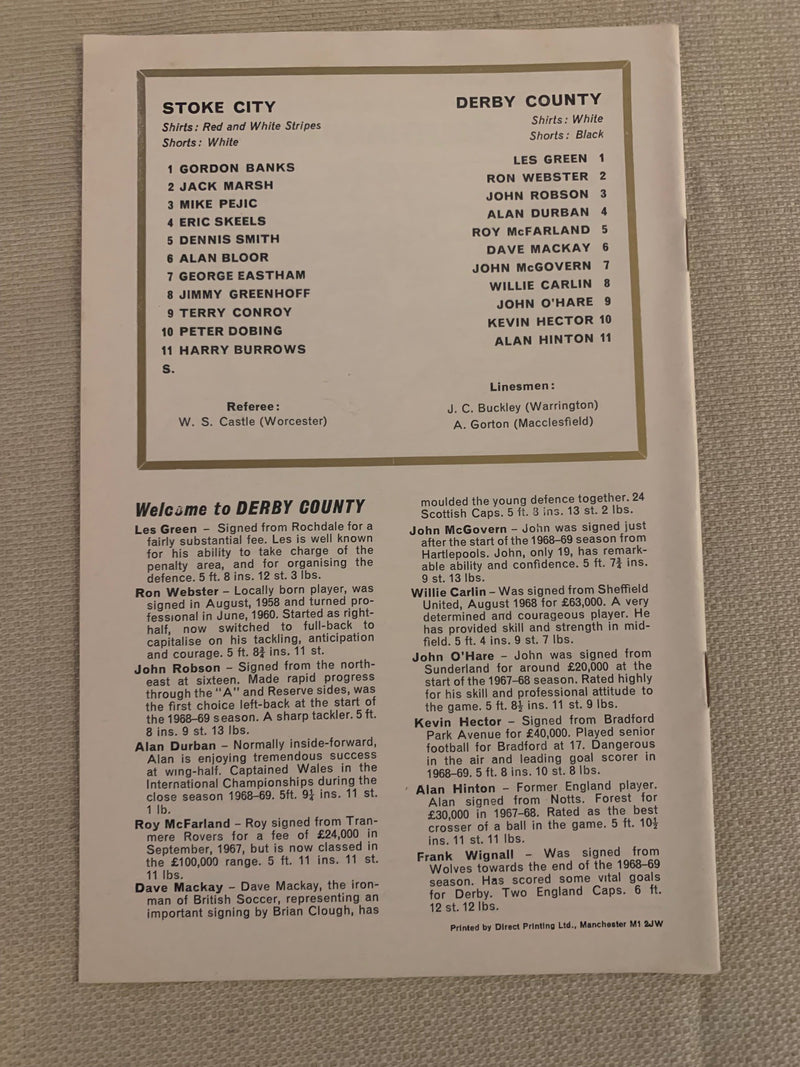 STOKE CITY
Shirts: Red and White Stripes
Shorts: White
1 GORDON BANKS
2 JACK MARSH
3 MIKE PEJIC
4 ERIC SKEELS
5 DENNIS SMITH
6 ALAN BLOOR
7 GEORGE EASTHAM
8 JIMMY GREENHOFF
9 TERRY CONROY
10 PETER DOBING
11 HARRY BURROWS
S.
Referee:
W. S. Castle (Worcester)
DERBY COUNTY
Shirts: White
Shorts: Black
LES GREEN 1
RON WEBSTER 2
JOHN ROBSON 3
ALAN DURBAN 4
ROY McFARLAND 5
DAVE MACKAY 6
JOHN McGOVERN 7
WILLIE CARLIN 8
JOHN O'HARE 9
KEVIN HECTOR 10
ALAN HINTON 11
Linesmen:
J. C. Buckley (Warrington)
A. Gorton (Macclesfield)
Welcome to DERBY COUNTY
Les Green – Signed from Rochdale for a
fairly substantial fee. Les is well known
for his ability to take charge of the
penalty area, and for organising the
defence. 5 ft. 8 ins. 12 st. 3 lbs.
Ron Webster – Locally born player, was
signed in August, 1958 and turned pro-
fessional in June, 1960. Started as right-
half, now switched to full-back to
capitalise on his tackling, anticipation
and courage. 5 ft. 8¾ ins. 11 st.
John Robson – Signed from the north-
east at sixteen. Made rapid progress
through the "A" and Reserve sides, was
the first choice left-back at the start of
the 1968-69 season. A sharp tackler. 5 ft.
8 ins. 9 st. 13 lbs.
Alan Durban – Normally inside-forward,
Alan is enjoying tremendous success
at wing-half. Captained Wales in the
International Championships during the
close season 1968-69. 5ft. 9¼ ins. 11 st.
1 lb.
Roy McFarland – Roy signed from Tran-
mere Rovers for a fee of £24,000 in
September, 1967, but is now classed in
the £100,000 range. 5 ft. 11 ins. 11 st.
11 lbs.
Dave Mackay – Dave Mackay, the iron-
man of British Soccer, representing an
important signing by Brian Clough, has
moulded the young defence together. 24
Scottish Caps. 5 ft. 8 ins. 13 st. 2 lbs.
John McGovern – John was signed just
after the start of the 1968-69 season from
Hartlepools. John, only 19, has remark-
able ability and confidence. 5 ft. 7¾ ins.
9 st. 13 lbs.
Willie Carlin – Was signed from Sheffield
United, August 1968 for £63,000. A very
determined and courageous player. He
has provided skill and strength in mid-
field. 5 ft. 4 ins. 9 st. 7 lbs.
John O'Hare – John was signed from
Sunderland for around £20,000 at the
start of the 1967-68 season. Rated highly
for his skill and professional attitude to
the game. 5 ft. 8½ ins. 11 st. 9 lbs.
Kevin Hector – Signed from Bradford
Park Avenue for £40,000. Played senior
football for Bradford at 17. Dangerous
in the air and leading goal scorer in
1968-69. 5 ft. 8 ins. 10 st. 8 lbs.
Alan Hinton – Former England player.
Alan signed from Notts. Forest for
£30,000 in 1967-68. Rated as the best
crosser of a ball in the game. 5 ft. 10½
ins. 11 st. 11 lbs.
Frank Wignall – Was signed from
Wolves towards the end of the 1968-69
season. Has scored some vital goals
for Derby. Two England Caps. 6 ft.
12 st. 12 lbs.
Printed by Direct Printing Ltd., Manchester M1 2JW